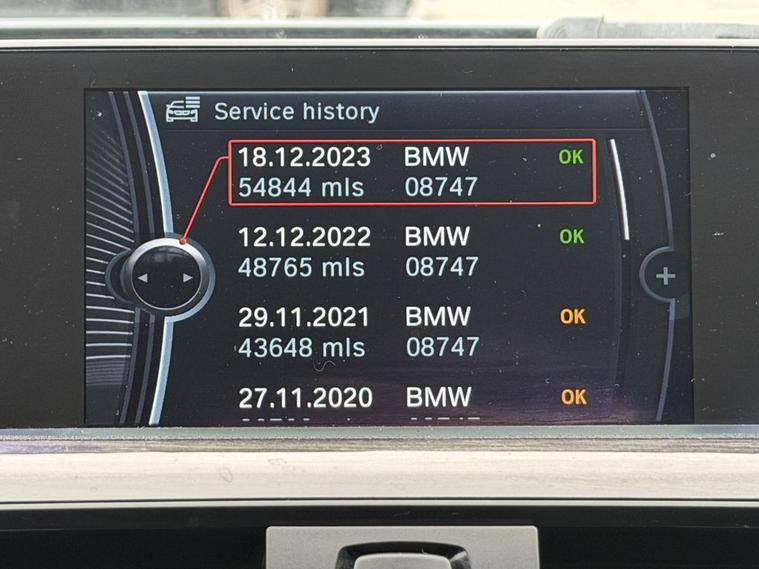 Service history
18.12.2023 BMW OK
54844 mls 08747
12.12.2022 BMW OK
48765 mls 08747
29.11.2021 BMW OK
43648 mls 08747
27.11.2020 BMW OK